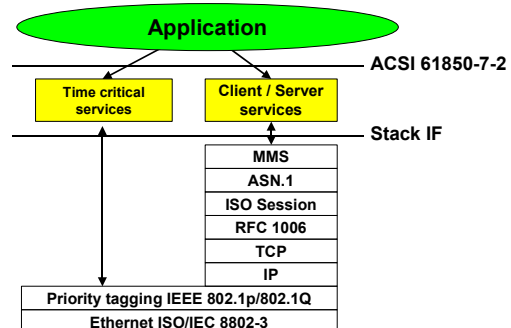 Application
ACSI 61850-7-2
Time critical
services
Client / Server
services
Stack IF
MMS
ASN.1
ISO Session
RFC 1006
TCP
IP
Priority tagging IEEE 802.1p/802.1Q
Ethernet ISO/IEC 8802-3